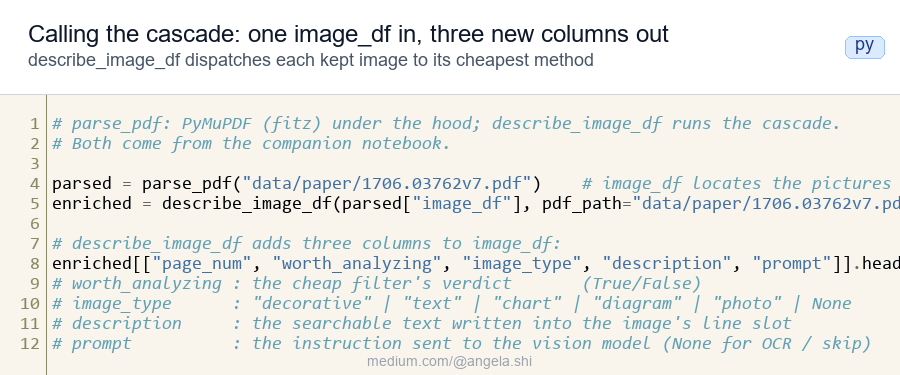 Calling the cascade: one image_df in, three new columns out
describe_image_df dispatches each kept image to its cheapest method
py
1 # parse_pdf: PyMuPDF (fitz) under the hood; describe_image_df runs the cascade.
2 # Both come from the companion notebook.
3
4 parsed = parse_pdf("data/paper/1706.03762v7.pdf")    # image_df locates the pictures
5 enriched = describe_image_df(parsed["image_df"], pdf_path="data/paper/1706.03762v7.pd
6
7 # describe_image_df adds three columns to image_df:
8 enriched[["page_num", "worth_analyzing", "image_type", "description", "prompt"]].head
9 # worth_analyzing : the cheap filter's verdict       (True/False)
10 # image_type      : "decorative" | "text" | "chart" | "diagram" | "photo" | None
11 # description     : the searchable text written into the image's line slot
12 # prompt          : the instruction sent to the vision model (None for OCR / skip)
medium.com/@angela.shi